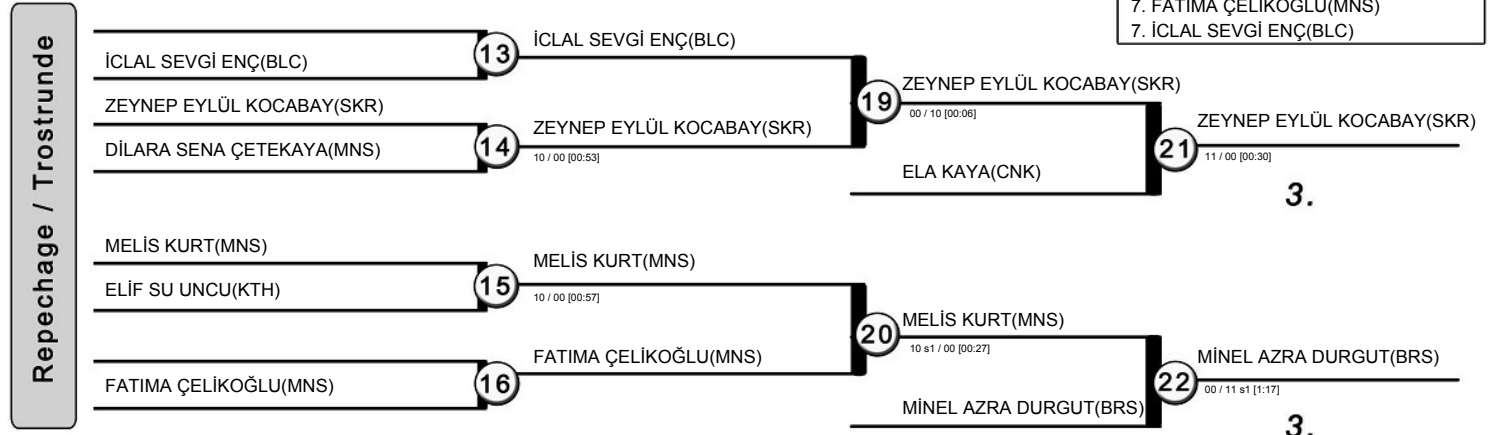 7. FATIMA ÇELİKOĞLU(MNS)
7. İCLAL SEVGİ ENÇ(BLC)
Repechage / Trostrunde
İCLAL SEVGİ ENÇ(BLC)
13
İCLAL SEVGİ ENÇ(BLC)
ZEYNEP EYLÜL KOCABAY(SKR)
DİLARA SENA ÇETEKAYA(MNS)
14
ZEYNEP EYLÜL KOCABAY(SKR)
10 / 00 [00:53]
19
ZEYNEP EYLÜL KOCABAY(SKR)
00 / 10 [00:06]
ELA KAYA(CNK)
21
ZEYNEP EYLÜL KOCABAY(SKR)
11 / 00 [00:30]
3.
MELİS KURT(MNS)
ELİF SU UNCU(KTH)
15
MELİS KURT(MNS)
10 / 00 [00:57]
FATIMA ÇELİKOĞLU(MNS)
16
FATIMA ÇELİKOĞLU(MNS)
20
MELİS KURT(MNS)
10 s1 / 00 [00:27]
MİNEL AZRA DURGUT(BRS)
22
MİNEL AZRA DURGUT(BRS)
00 / 11 s1 [1:17]
3.